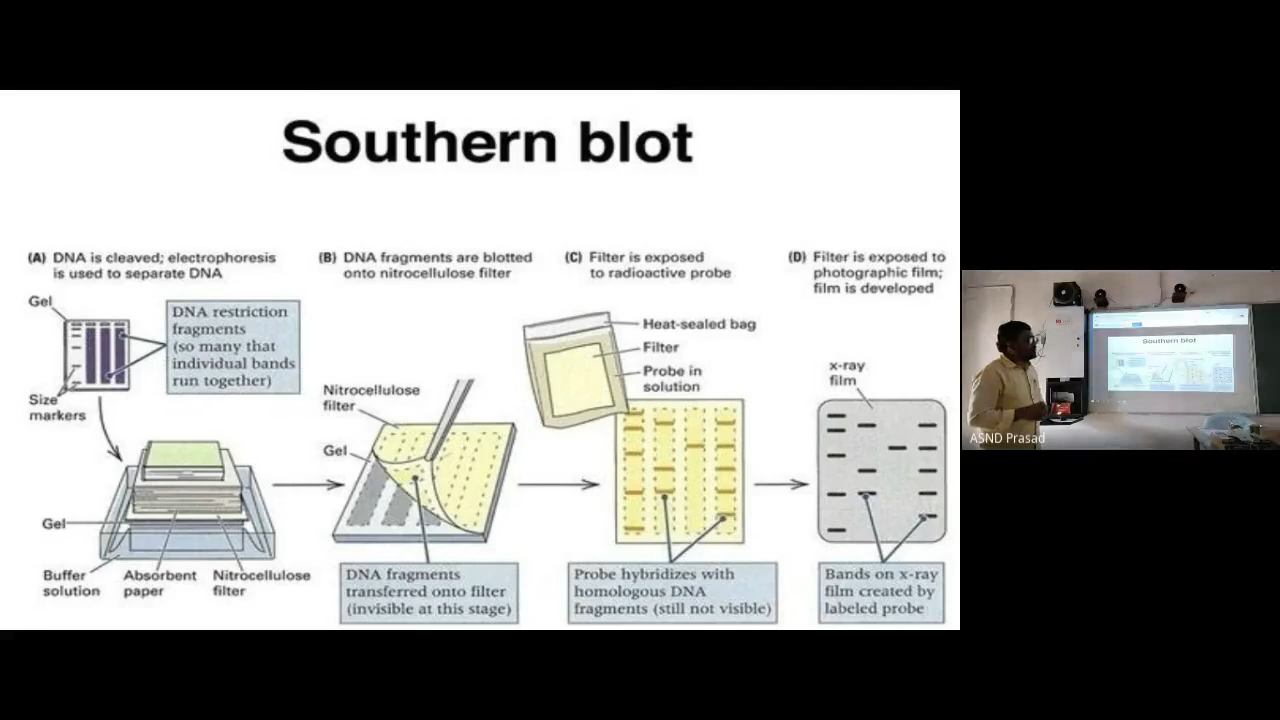 Southern blot
(A) DNA is cleaved; electrophoresis
is used to separate DNA
Gel
DNA restriction
fragments
(so many that
individual bands
run together)
Size
markers
Gel
Buffer
solution
Absorbent
paper
Nitrocellulose
filter
(B) DNA fragments are blotted
onto nitrocellulose filter
Nitrocellulose
filter
Gel
DNA fragments
transferred onto filter
(invisible at this stage)
(C) Filter is exposed
to radioactive probe
Heat-sealed bag
Filter
Probe in
solution
Probe hybridizes with
homologous DNA
fragments (still not visible)
(D) Filter is exposed to
photographic film;
film is developed
x-ray
film
Bands on x-ray
film created by
labeled probe
Southern blot
ASND Prasad